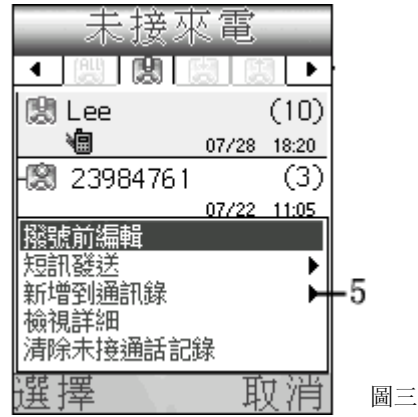 未接來電
ALL
Lee (10)
07/28 18:20
23984761 (3)
07/22 11:05
撥號前編輯
短訊發送
新增到通訊錄
5
檢視詳細
清除未接通話記錄
選擇 取消
圖三